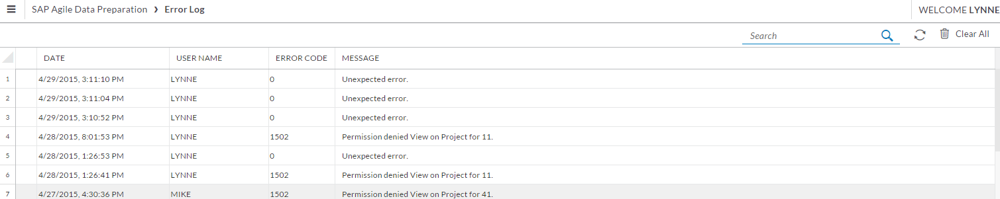 SAP Agile Data Preparation › Error Log WELCOME LYNNE
Search Clear All
DATE USER NAME ERROR CODE MESSAGE
1 4/29/2015, 3:11:10 PM LYNNE 0 Unexpected error.
2 4/29/2015, 3:11:04 PM LYNNE 0 Unexpected error.
3 4/29/2015, 3:10:52 PM LYNNE 0 Unexpected error.
4 4/28/2015, 8:01:53 PM LYNNE 1502 Permission denied View on Project for 11.
5 4/28/2015, 1:26:53 PM LYNNE 0 Unexpected error.
6 4/28/2015, 1:26:41 PM LYNNE 1502 Permission denied View on Project for 11.
7 4/27/2015, 4:30:36 PM MIKE 1502 Permission denied View on Project for 41.